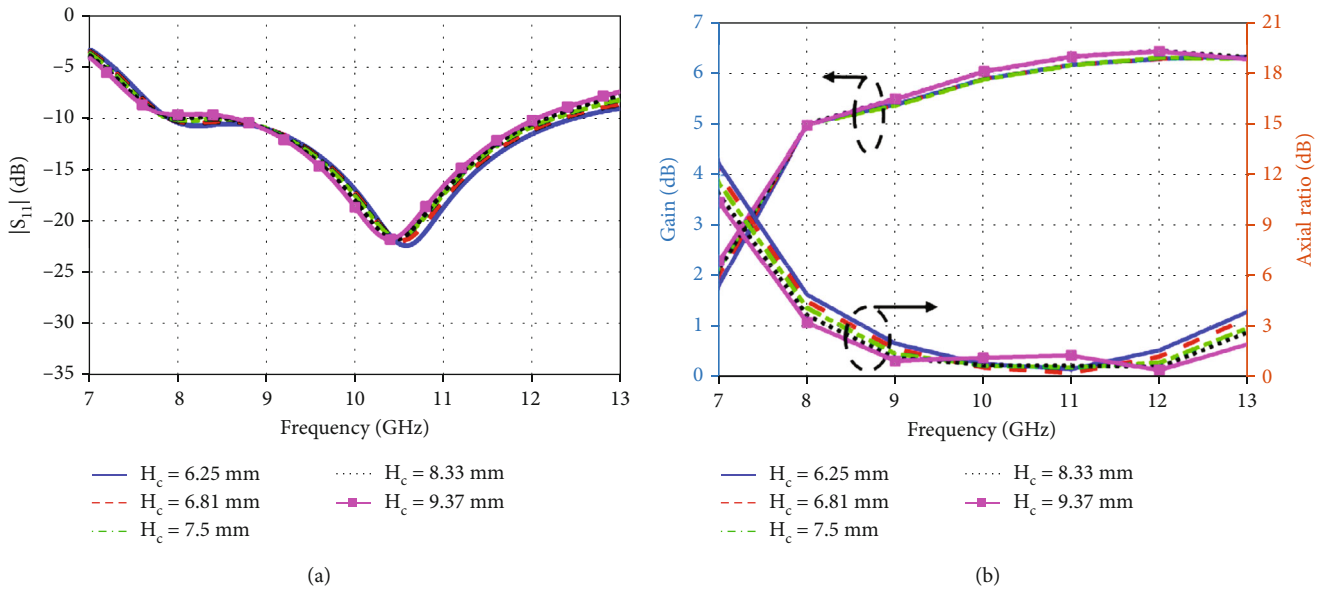 0
−5
−10
−15
−20
−25
−30
−35
|S11| (dB)
7 8 9 10 11 12 13
Frequency (GHz)
Hc = 6.25 mm
Hc = 6.81 mm
Hc = 7.5 mm
Hc = 8.33 mm
Hc = 9.37 mm
(a)
7
6
5
4
3
2
1
0
Gain (dB)
21
18
15
12
9
6
3
0
Axial ratio (dB)
7 8 9 10 11 12 13
Frequency (GHz)
Hc = 6.25 mm
Hc = 6.81 mm
Hc = 7.5 mm
Hc = 8.33 mm
Hc = 9.37 mm
(b)